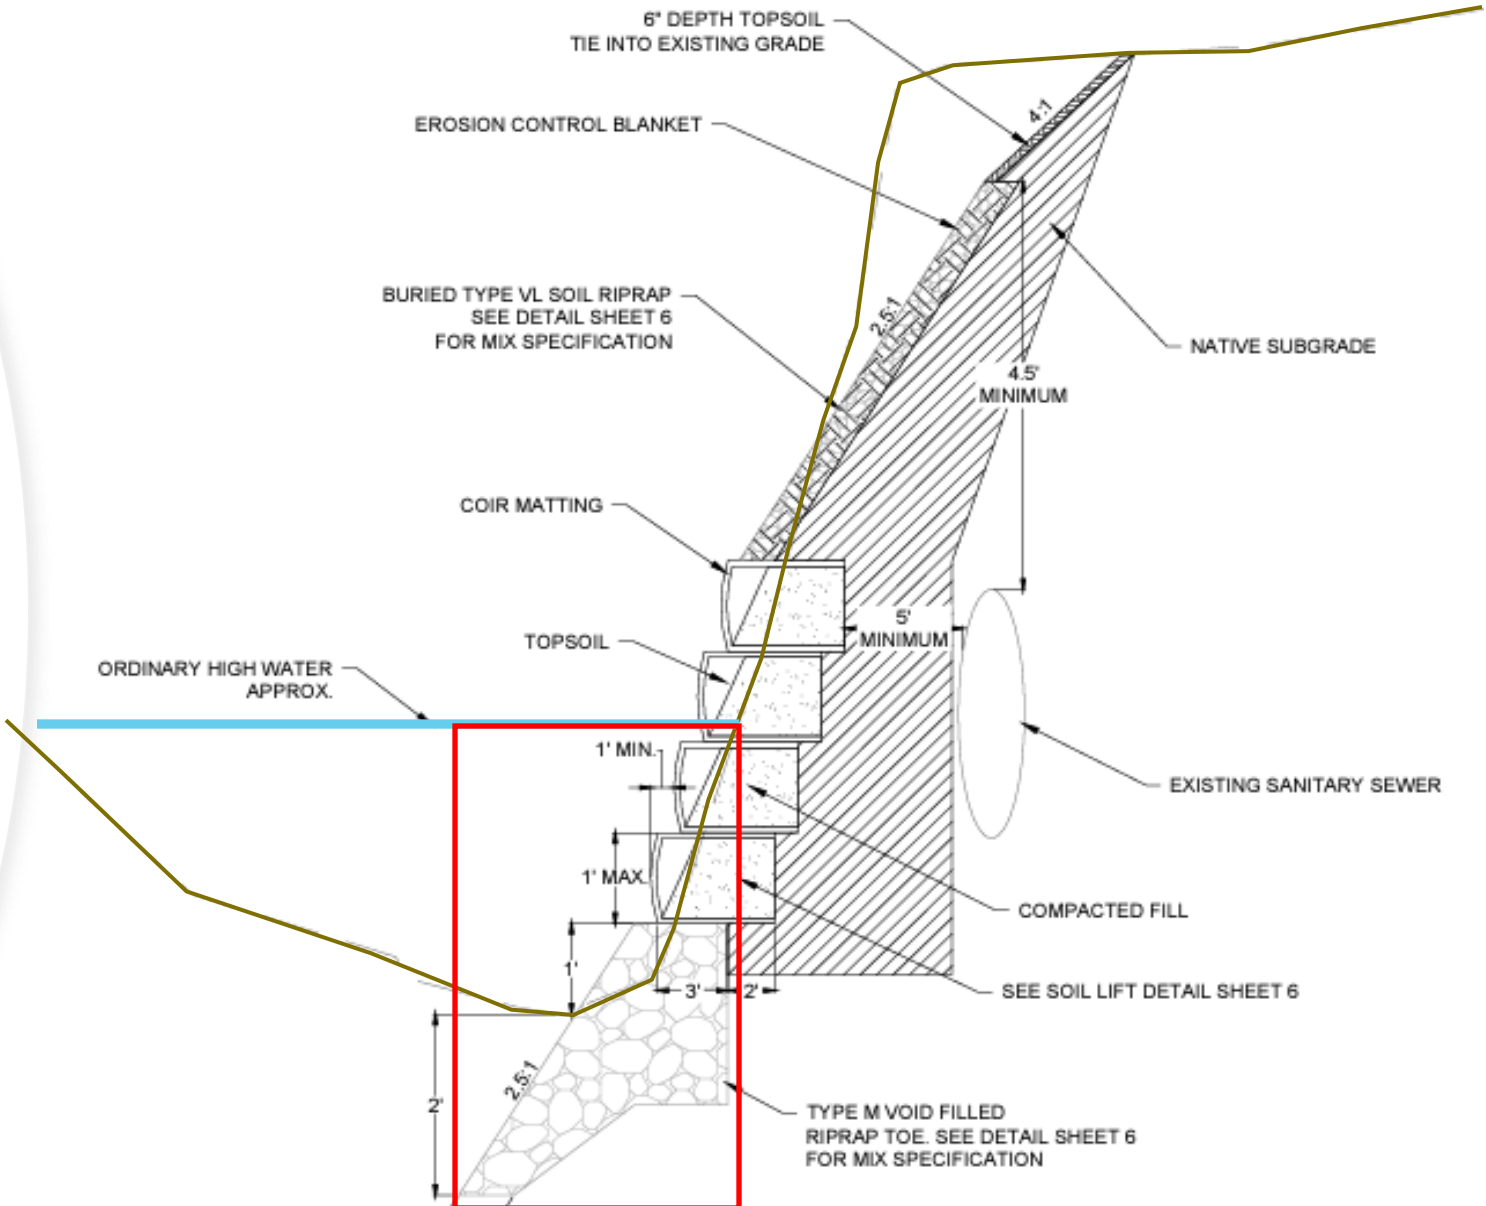 6" DEPTH TOPSOIL
TIE INTO EXISTING GRADE
4:1
EROSION CONTROL BLANKET
BURIED TYPE VL SOIL RIPRAP
SEE DETAIL SHEET 6
FOR MIX SPECIFICATION
2.5:1
NATIVE SUBGRADE
4.5'
MINIMUM
COIR MATTING
5'
MINIMUM
TOPSOIL
ORDINARY HIGH WATER
APPROX.
1' MIN.
EXISTING SANITARY SEWER
1' MAX.
COMPACTED FILL
1'
3'
2'
SEE SOIL LIFT DETAIL SHEET 6
2.5:1
2'
TYPE M VOID FILLED
RIPRAP TOE. SEE DETAIL SHEET 6
FOR MIX SPECIFICATION